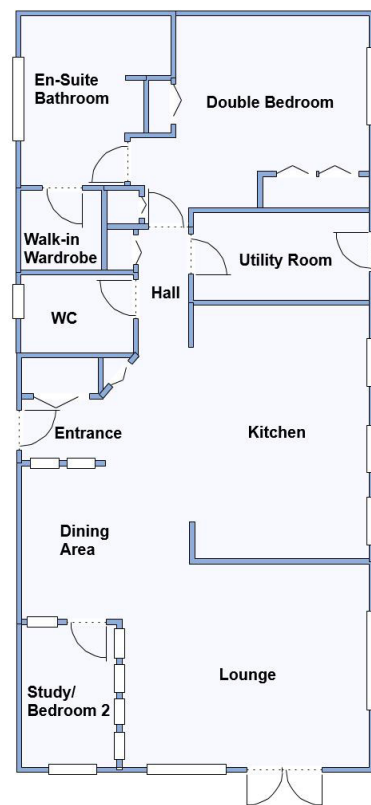 En-Suite
Bathroom
Double Bedroom
Walk-in
Wardrobe
Utility Room
Hall
WC
Entrance
Kitchen
Dining
Area
Lounge
Study/
Bedroom 2